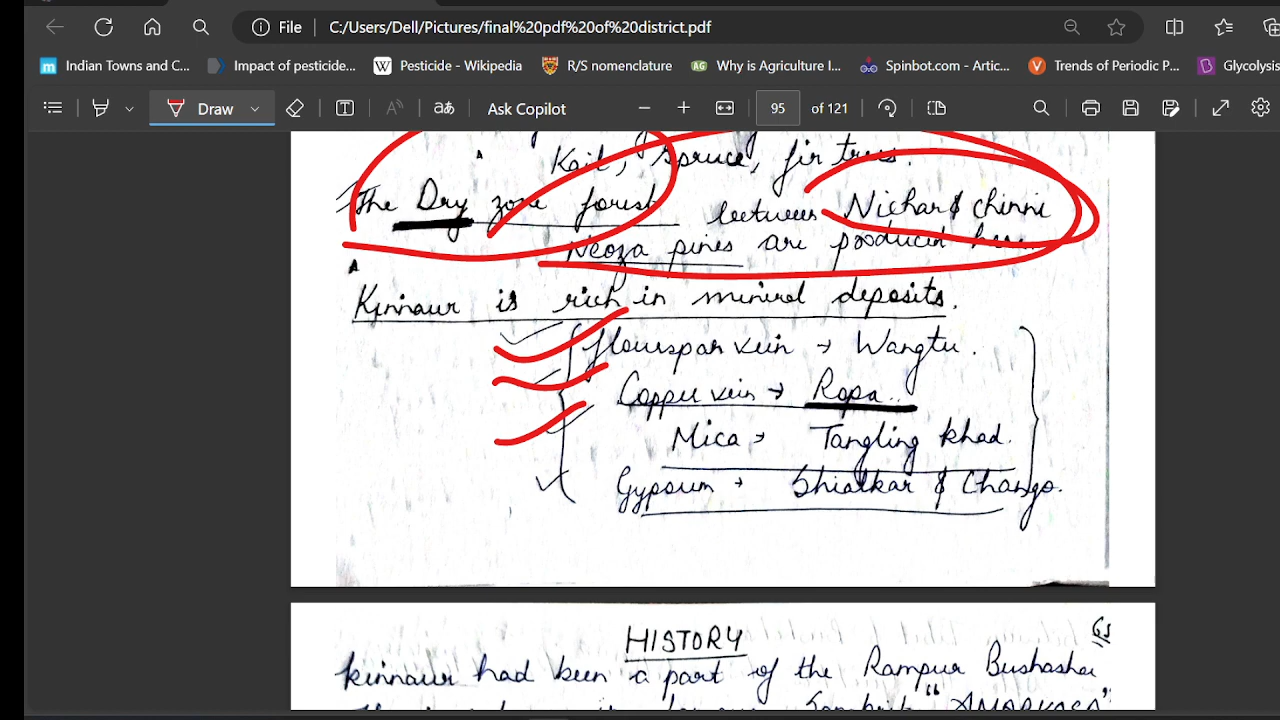 File C:/Users/Dell/Pictures/final%20pdf%20of%20district.pdf
Indian Towns and C... Impact of pesticide... Pesticide - Wikipedia R/S nomenclature Why is Agriculture I... Spinbot.com - Artic... Trends of Periodic P... Glycolysis
Draw Ask Copilot 95 of 121
Kail, Spruce, fir trees.
The Dry zone forest between Nichar & Chinni
Neoza pines are produced here
Kinnaur is rich in mineral deposits.
flourspar vein → Wangtu.
Copper vein → Ropa..
Mica → Tangling khad.
Gypsum → Shialkar & Chango.
HISTORY
Kinnaur had been a part of the Rampur Bushashar